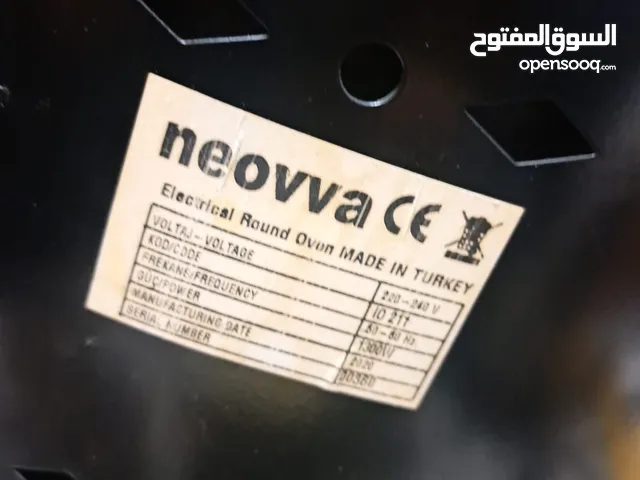 السوق المفتوح
opensooq.com
neovva CE
Electrical Round Oven MADE IN TURKEY
VOLTAJ-VOLTAGE 220-240 V
KOD/CODE IO 211
FREKANS/FREQUENCY 50-60 Hz
GÜÇ/POWER 1300W
MANUFACTURING DATE 2020
SERIAL NUMBER